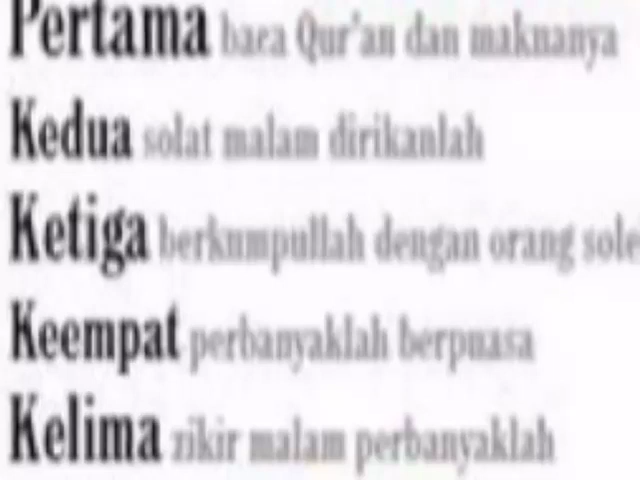 Pertama baca Qur'an dan maknanya
Kedua solat malam dirikanlah
Ketiga berkumpullah dengan orang sole
Keempat perbanyaklah berpuasa
Kelima zikir malam perbanyaklah